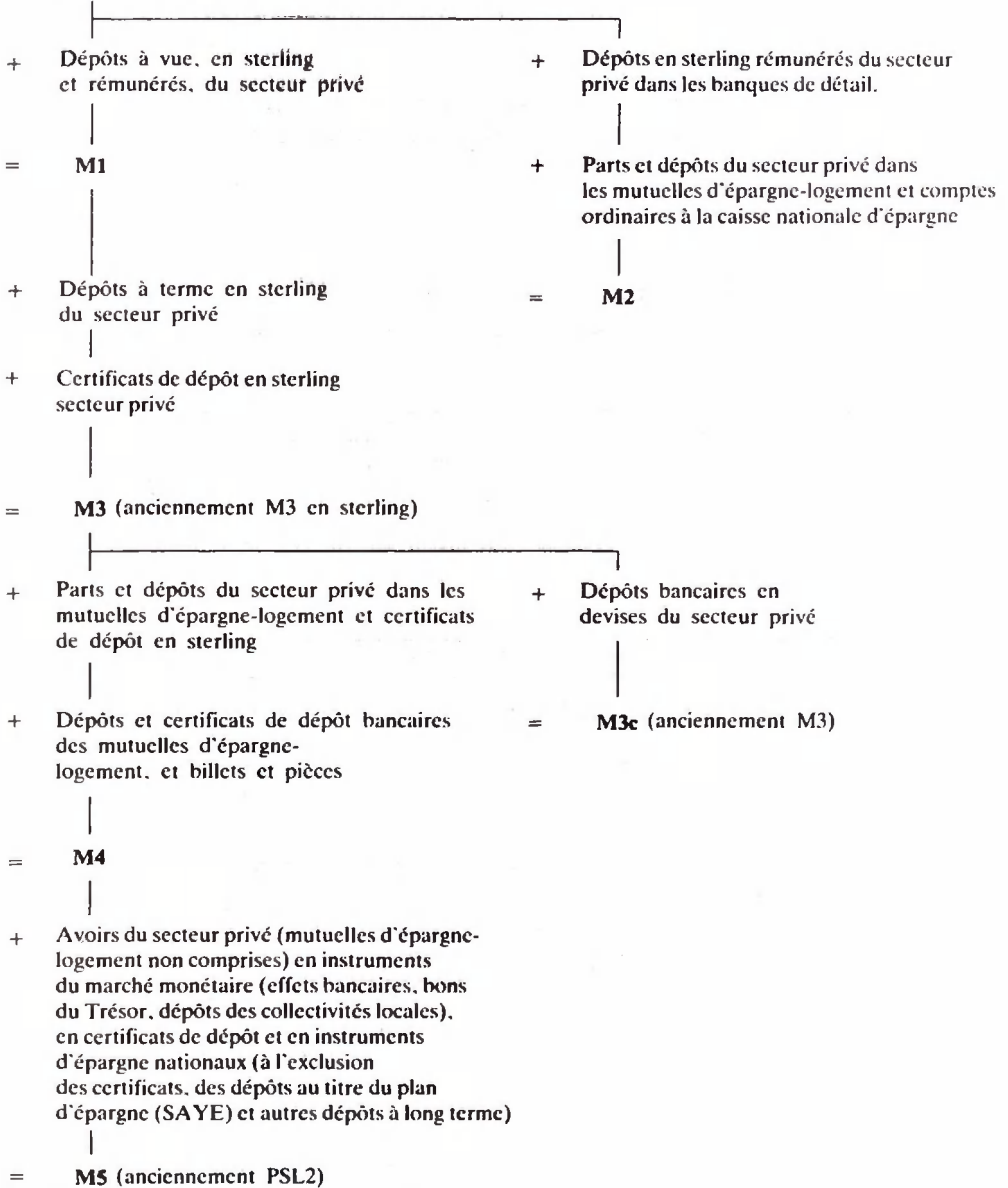 + Dépôts à vue, en sterling
et rémunérés, du secteur privé
+ Dépôts en sterling rémunérés du secteur
privé dans les banques de détail.
= M1
+ Parts et dépôts du secteur privé dans
les mutuelles d'épargne-logement et comptes
ordinaires à la caisse nationale d'épargne
+ Dépôts à terme en sterling
du secteur privé
= M2
+ Certificats de dépôt en sterling
secteur privé
= M3 (anciennement M3 en sterling)
+ Parts et dépôts du secteur privé dans les
mutuelles d'épargne-logement et certificats
de dépôt en sterling
+ Dépôts bancaires en
devises du secteur privé
+ Dépôts et certificats de dépôt bancaires
des mutuelles d'épargne-
logement, et billets et pièces
= M3c (anciennement M3)
= M4
+ Avoirs du secteur privé (mutuelles d'épargne-
logement non comprises) en instruments
du marché monétaire (effets bancaires, bons
du Trésor, dépôts des collectivités locales),
en certificats de dépôt et en instruments
d'épargne nationaux (à l'exclusion
des certificats, des dépôts au titre du plan
d'épargne (SAYE) et autres dépôts à long terme)
= M5 (anciennement PSL2)